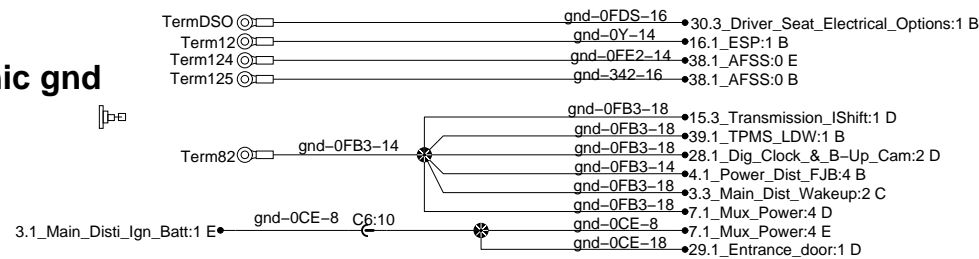 TermDSO gnd-0FDS-16 30.3_Driver_Seat_Electrical_Options:1 B
Term12 gnd-0Y-14 16.1_ESP:1 B
Term124 gnd-0FE2-14 38.1_AFSS:0 E
Term125 gnd-342-16 38.1_AFSS:0 B
gnd
gnd-0FB3-18 15.3_Transmission_IShift:1 D
gnd-0FB3-18 39.1_TPMS_LDW:1 B
Term82 gnd-0FB3-14 gnd-0FB3-18 28.1_Dig_Clock_&_B-Up_Cam:2 D
gnd-0FB3-14 4.1_Power_Dist_FJB:4 B
gnd-0FB3-18 3.3_Main_Dist_Wakeup:2 C
gnd-0FB3-18 7.1_Mux_Power:4 D
3.1_Main_Disti_Ign_Batt:1 E gnd-0CE-8 C6:10 gnd-0CE-8 7.1_Mux_Power:4 E
gnd-0CE-18 29.1_Entrance_door:1 D